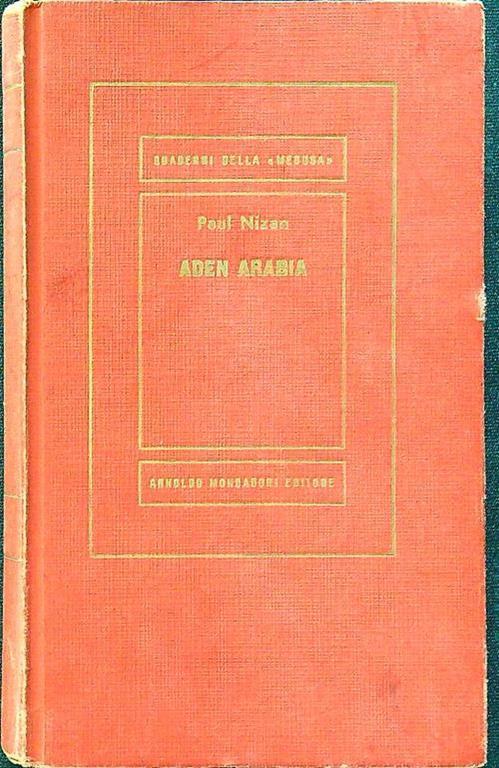 QUADERNI DELLA «MEDUSA»
Paul Nizan
ADEN ARABIA
ARNOLDO MONDADORI EDITORE